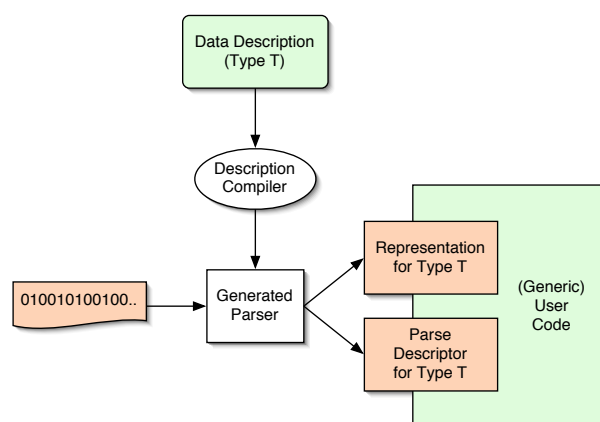 Data Description
(Type T)
Description
Compiler
Representation
for Type T
(Generic)
User
Code
010010100100..
Generated
Parser
Parse
Descriptor
for Type T